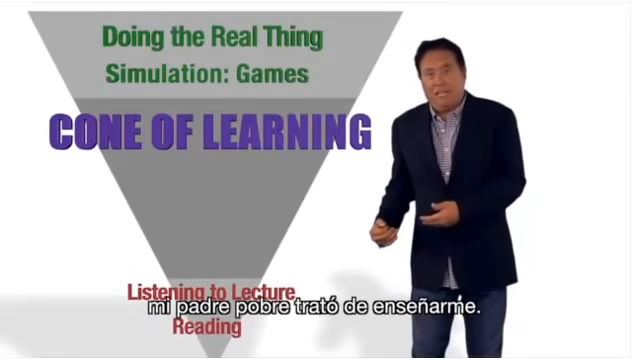 Doing the Real Thing
Simulation: Games
CONE OF LEARNING
Listening to Lecture
mi padre pobre trató de enseñarme.
Reading